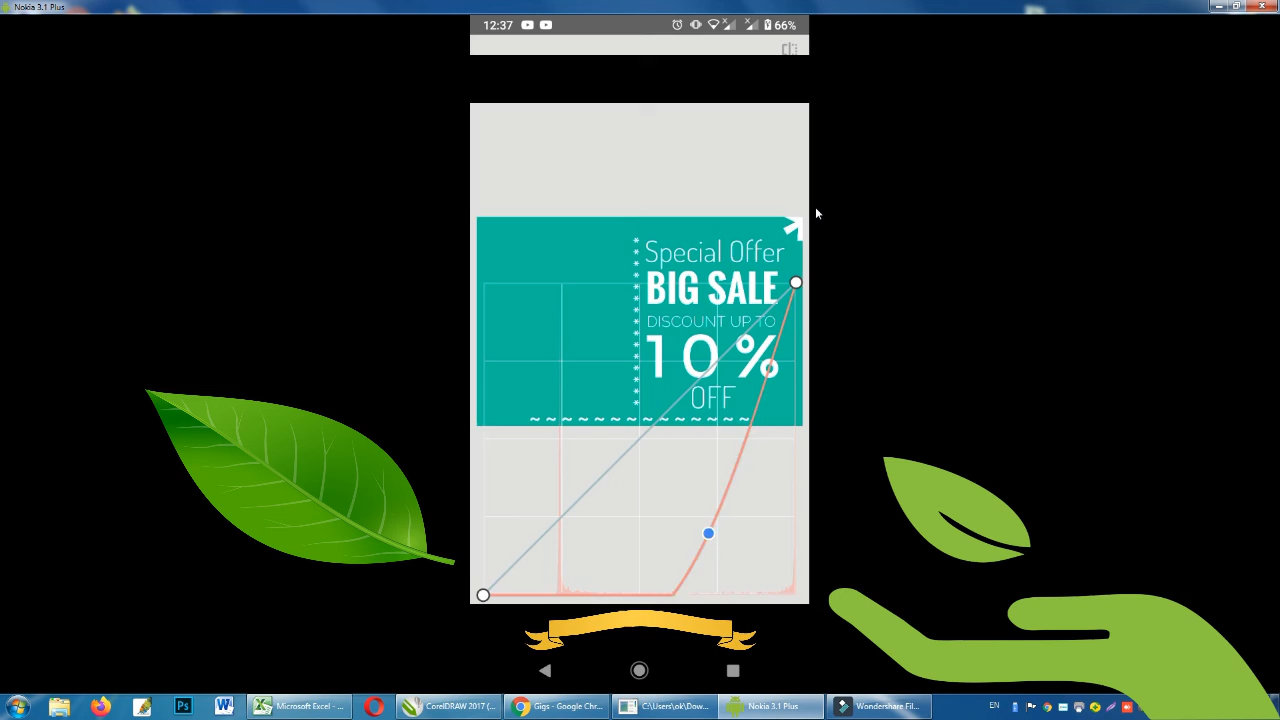 Nokia 3.1 Plus
12:37
66%
Special Offer
BIG SALE
DISCOUNT UP TO
10%
OFF
~ ~ ~ ~ ~ ~ ~ ~ ~ ~ ~ ~ ~ ~
Microsoft Excel - ...
CorelDRAW 2017 (...
Gigs - Google Chr...
C:\Users\ok\Dow...
Nokia 3.1 Plus
Wondershare Fil...
EN